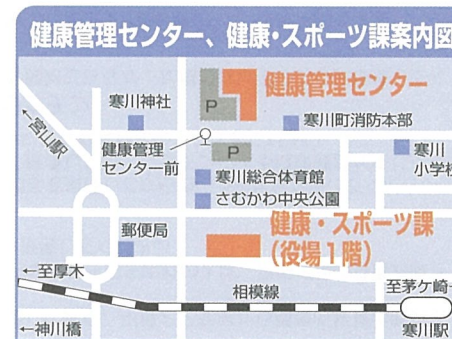 健康管理センター、健康・スポーツ課案内図
健康管理センター
P
寒川神社
寒川町消防本部
←宮山駅
健康管理
センター前
P
寒川
小学校
寒川総合体育館
さむかわ中央公園
郵便局
健康・スポーツ課
(役場1階)
←至厚木
相模線
至茅ケ崎→
←神川橋
寒川駅